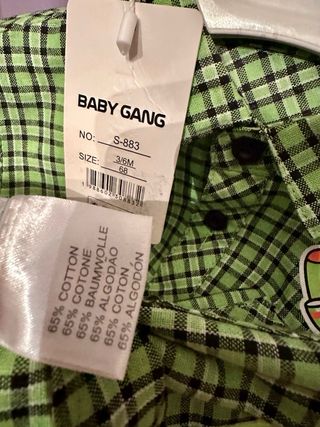 BABY GANG
NO: S-883
SIZE: 3/6M
68
65% COTTON
65% COTONE
65% BAUMWOLLE
65% ALGODAO
65% COTON
65% ALGODÓN